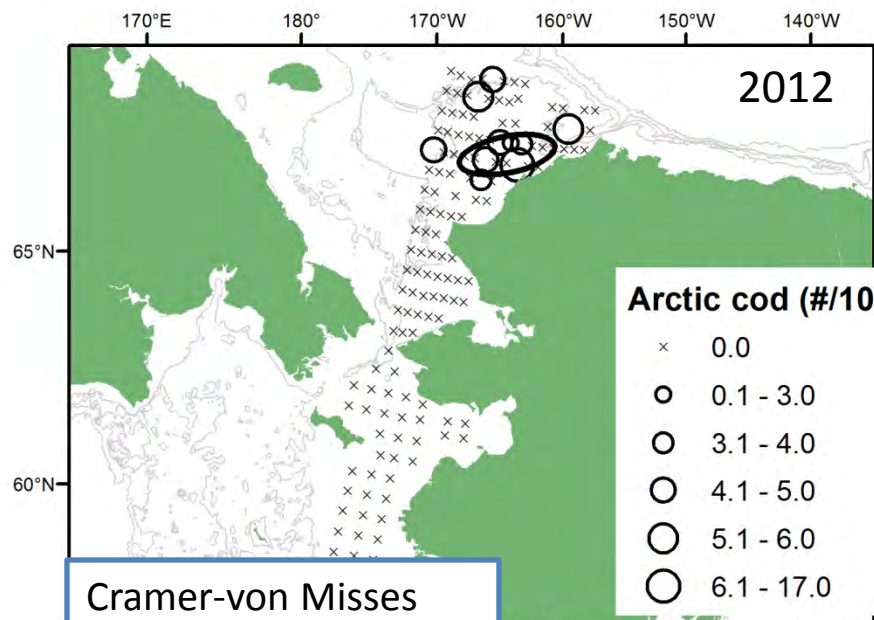 170°E 180° 170°W 160°W 150°W 140°W
2012
65°N
60°N
Arctic cod (#/10
× 0.0
0.1 - 3.0
3.1 - 4.0
4.1 - 5.0
5.1 - 6.0
6.1 - 17.0
Cramer-von Misses